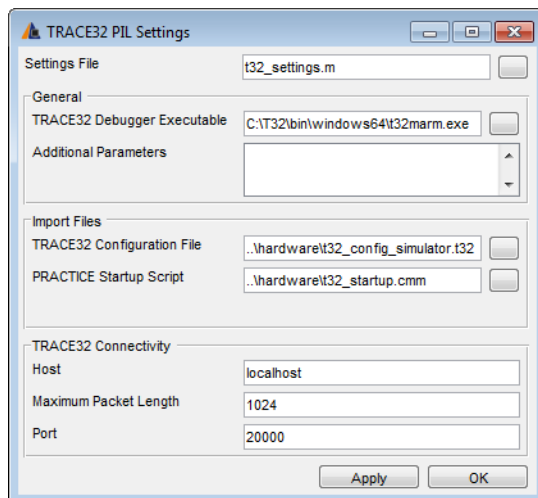 TRACE32 PIL Settings
Settings File t32_settings.m
General
TRACE32 Debugger Executable C:\T32\bin\windows64\t32marm.exe
Additional Parameters
Import Files
TRACE32 Configuration File ..\hardware\t32_config_simulator.t32
PRACTICE Startup Script ..\hardware\t32_startup.cmm
TRACE32 Connectivity
Host localhost
Maximum Packet Length 1024
Port 20000
Apply OK